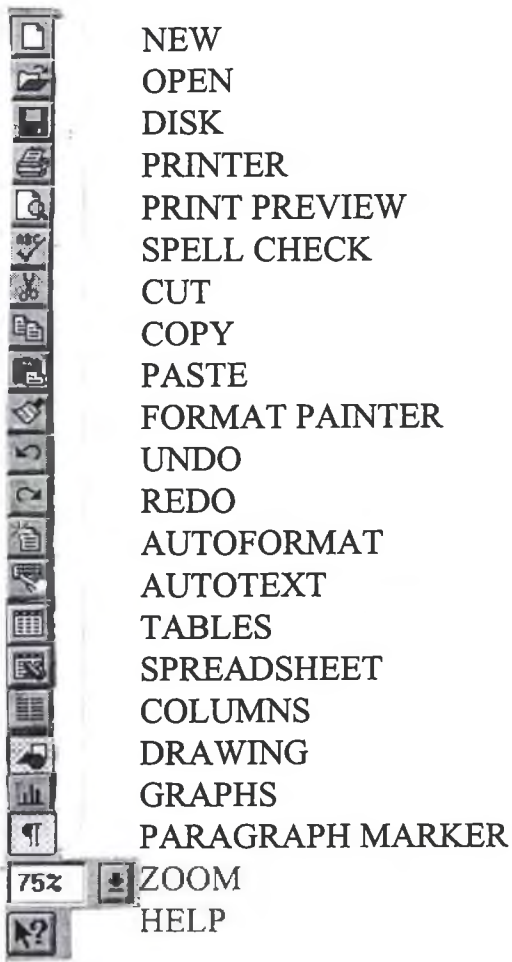 NEW
OPEN
DISK
PRINTER
PRINT PREVIEW
ABC SPELL CHECK
CUT
COPY
PASTE
FORMAT PAINTER
UNDO
REDO
AUTOFORMAT
AUTOTEXT
TABLES
SPREADSHEET
COLUMNS
DRAWING
GRAPHS
¶ PARAGRAPH MARKER
75% ZOOM
? HELP